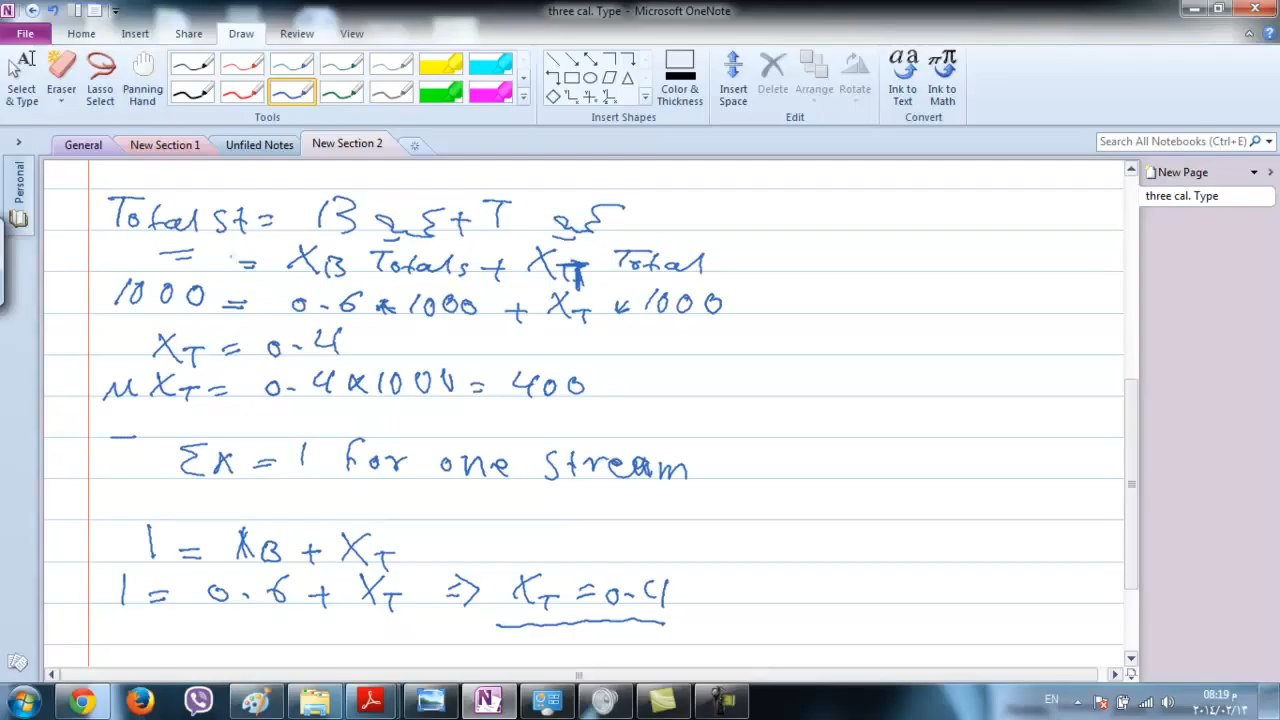 three cal. Type – Microsoft OneNote
File Home Insert Share Draw Review View
Select & Type
Eraser
Lasso Select
Panning Hand
Color & Thickness
Insert Space
Delete
Arrange
Rotate
Ink to Text
Ink to Math
Tools
Insert Shapes
Edit
Convert
General
New Section 1
Unfiled Notes
New Section 2
Search All Notebooks (Ctrl+E)
Personal
New Page
three cal. Type
Total St = B + T
= = XB Totals + XT Total
1000 = 0.6 * 1000 + XT * 1000
XT = 0.4
M XT = 0.4 * 1000 = 400
Σx = 1 for one stream
1 = XB + XT
1 = 0.6 + XT ⇒ XT = 0.4
EN
08:19 م
٢٠١٤/٠٢/١٣